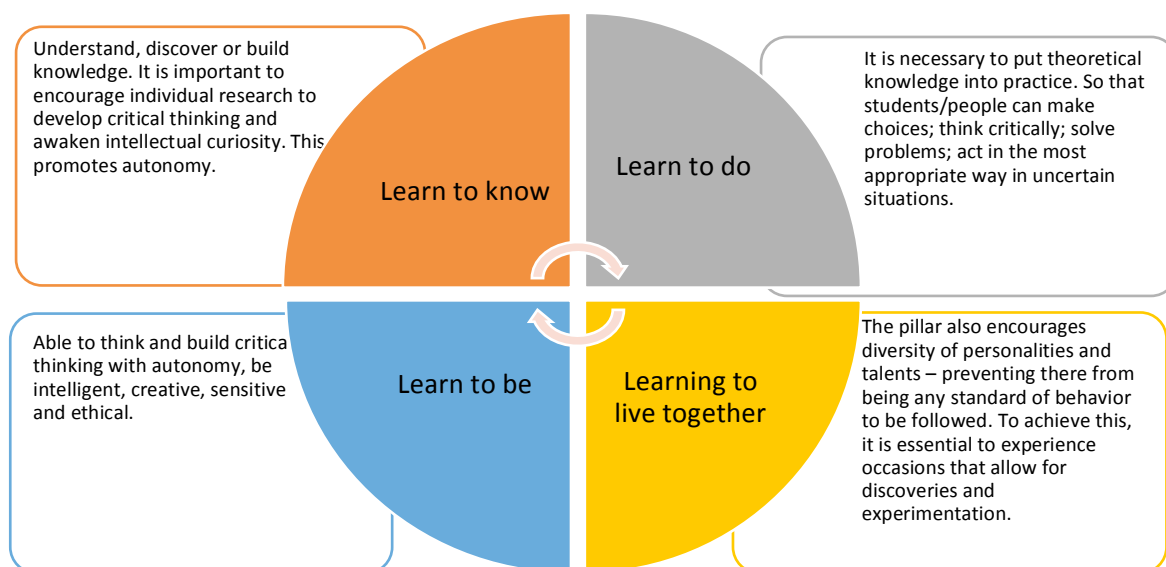 Understand, discover or build
knowledge. It is important to
encourage individual research to
develop critical thinking and
awaken intellectual curiosity. This
promotes autonomy.
Learn to know
Learn to do
It is necessary to put theoretical
knowledge into practice. So that
students/people can make
choices; think critically; solve
problems; act in the most
appropriate way in uncertain
situations.
Able to think and build critica
thinking with autonomy, be
intelligent, creative, sensitive
and ethical.
Learn to be
Learning to
live together
The pillar also encourages
diversity of personalities and
talents – preventing there from
being any standard of behavior
to be followed. To achieve this,
it is essential to experience
occasions that allow for
discoveries and
experimentation.